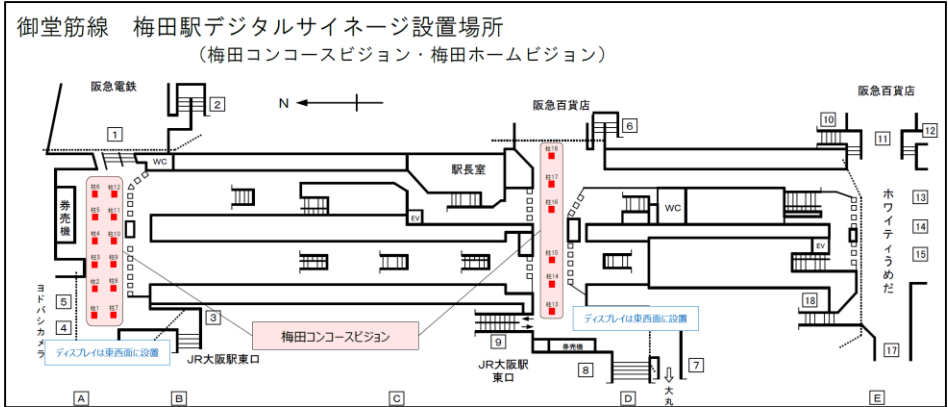 御堂筋線　梅田駅デジタルサイネージ設置場所
（梅田コンコースビジョン・梅田ホームビジョン）
阪急電鉄
2
N
阪急百貨店
阪急百貨店
6
10
11
12
1
WC
駅長室
柱18
柱17
柱16
柱15
柱14
柱13
柱6
柱12
柱5
柱11
柱4
柱10
柱3
柱9
柱2
柱8
柱1
柱7
券売機
EV
WC
EV
ホワイティうめだ
13
14
15
ヨドバシカメラ
5
4
3
梅田コンコースビジョン
ディスプレイは東西面に設置
ディスプレイは東西面に設置
18
17
JR大阪駅東口
9
JR大阪駅
東口
券売機
8
7
大丸
A
B
C
D
E